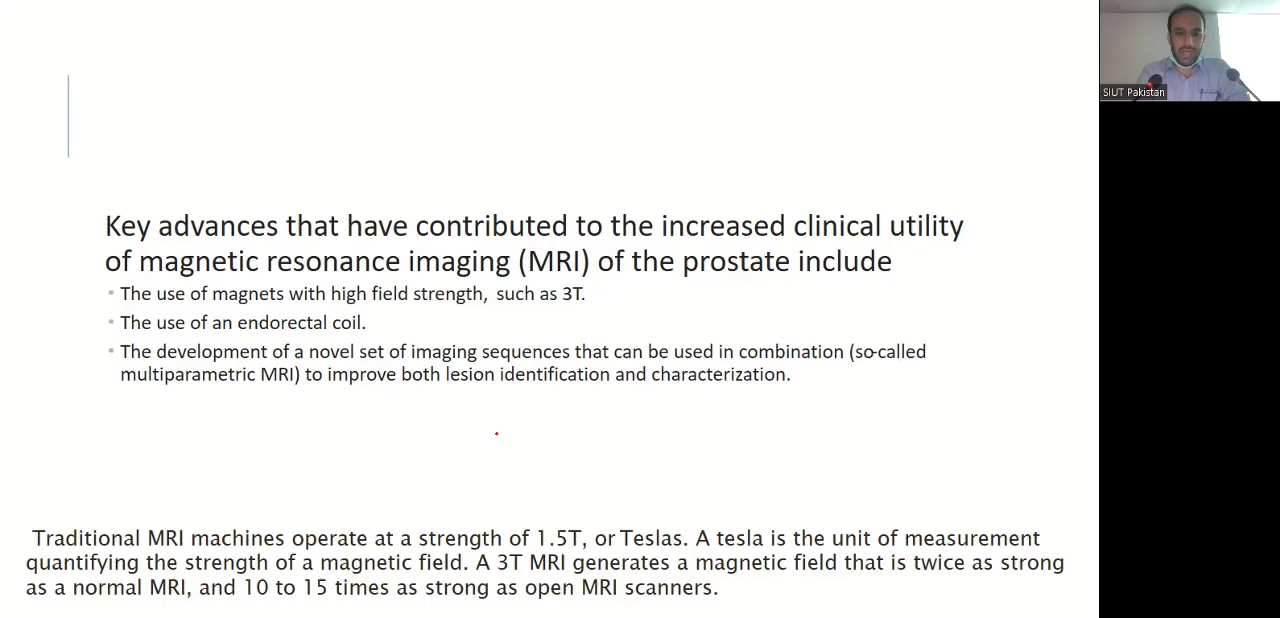 Key advances that have contributed to the increased clinical utility
of magnetic resonance imaging (MRI) of the prostate include
• The use of magnets with high field strength, such as 3T.
• The use of an endorectal coil.
• The development of a novel set of imaging sequences that can be used in combination (so-called
multiparametric MRI) to improve both lesion identification and characterization.
Traditional MRI machines operate at a strength of 1.5T, or Teslas. A tesla is the unit of measurement
quantifying the strength of a magnetic field. A 3T MRI generates a magnetic field that is twice as strong
as a normal MRI, and 10 to 15 times as strong as open MRI scanners.
SIUT Pakistan